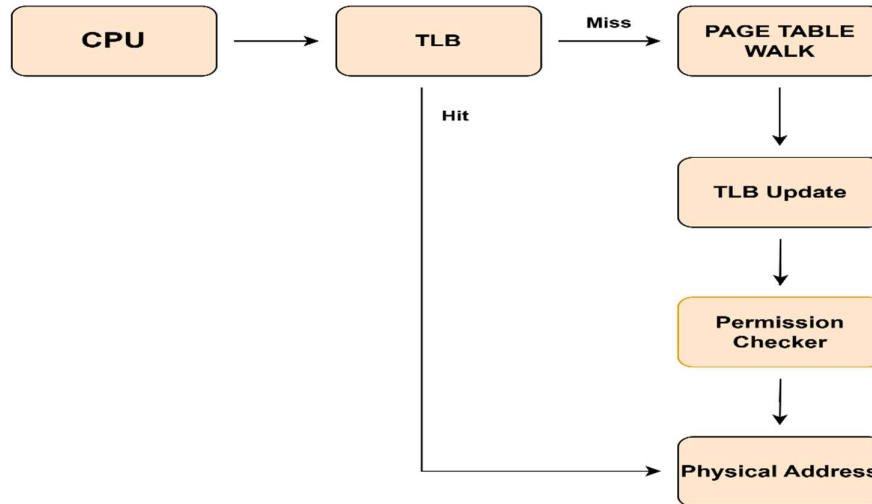 CPU
TLB
Miss
PAGE TABLE
WALK
Hit
TLB Update
Permission
Checker
Physical Address